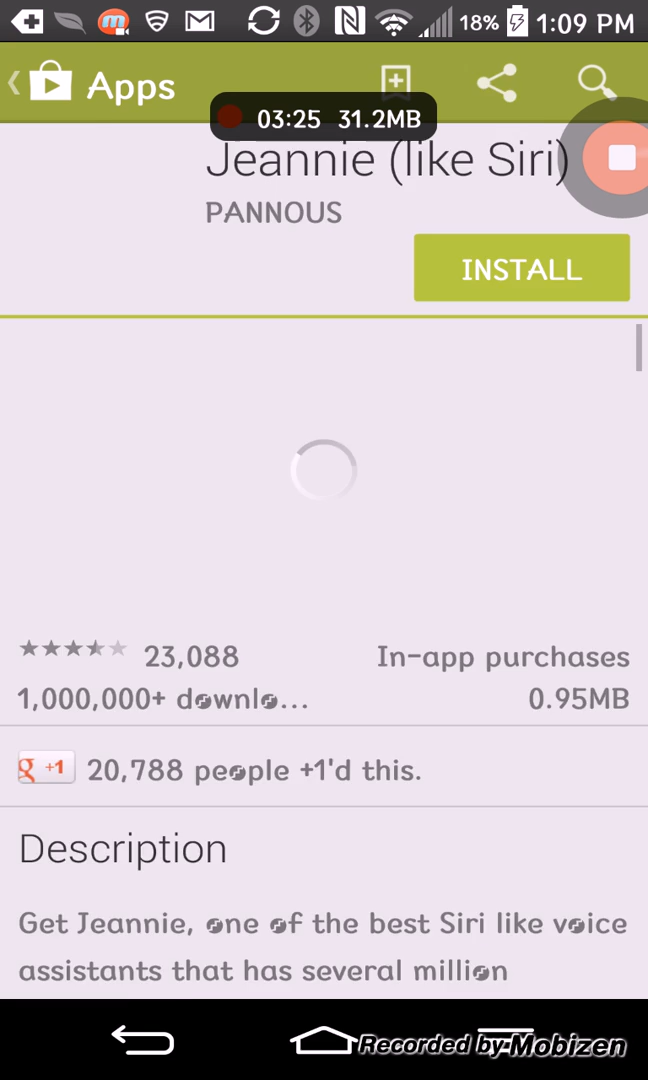 18% 1:09 PM
Apps
03:25 31.2MB
Jeannie (like Siri)
PANNOUS
INSTALL
23,088
In-app purchases
1,000,000+ downlo...
0.95MB
g +1
20,788 people +1'd this.
Description
Get Jeannie, one of the best Siri like voice
assistants that has several million
Recorded by Mobizen